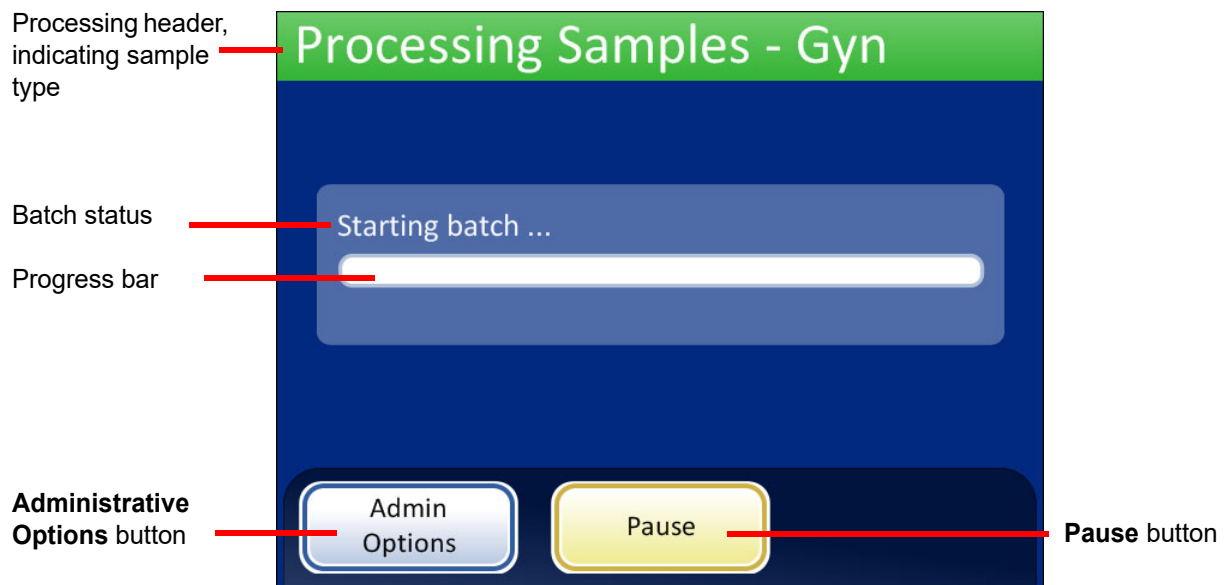 Processing header,
indicating sample
type
Processing Samples - Gyn
Batch status
Starting batch ...
Progress bar
Administrative
Options button
Admin
Options
Pause
Pause button